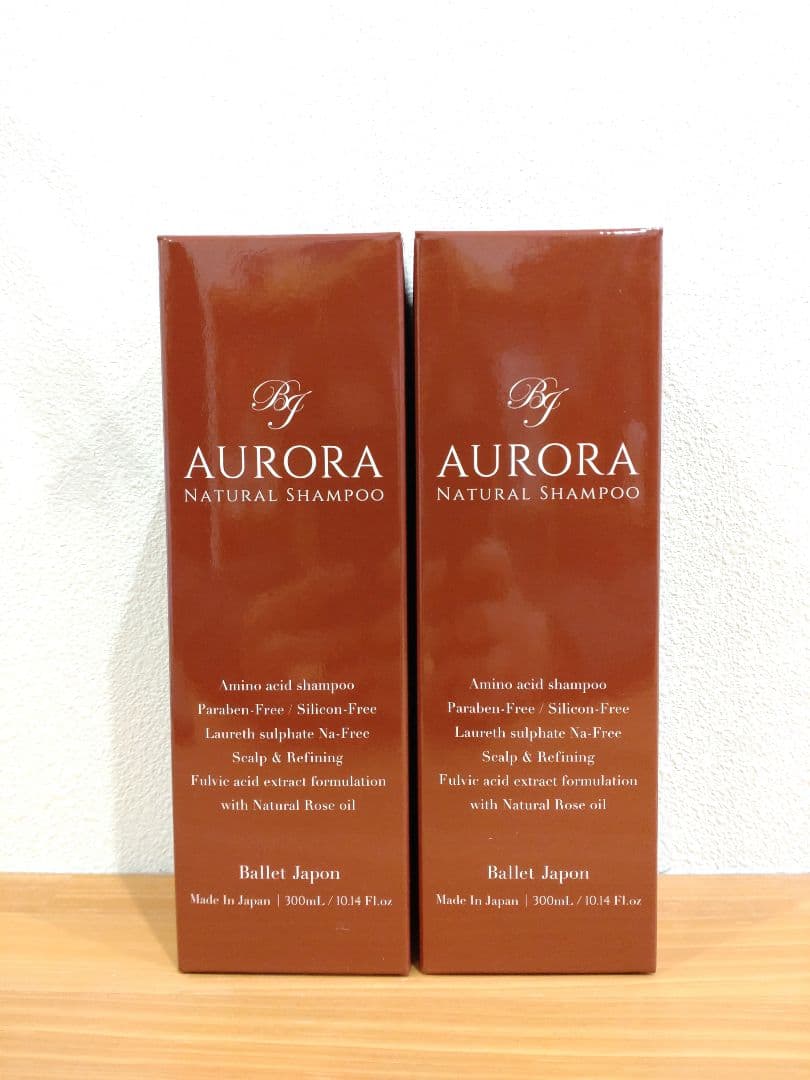 BJ
AURORA
NATURAL SHAMPOO
Amino acid shampoo
Paraben-Free / Silicon-Free
Laureth sulphate Na-Free
Scalp & Refining
Fulvic acid extract formulation
with Natural Rose oil
Ballet Japon
Made In Japan | 300mL / 10.14 Fl.oz
BJ
AURORA
NATURAL SHAMPOO
Amino acid shampoo
Paraben-Free / Silicon-Free
Laureth sulphate Na-Free
Scalp & Refining
Fulvic acid extract formulation
with Natural Rose oil
Ballet Japon
Made In Japan | 300mL / 10.14 Fl.oz